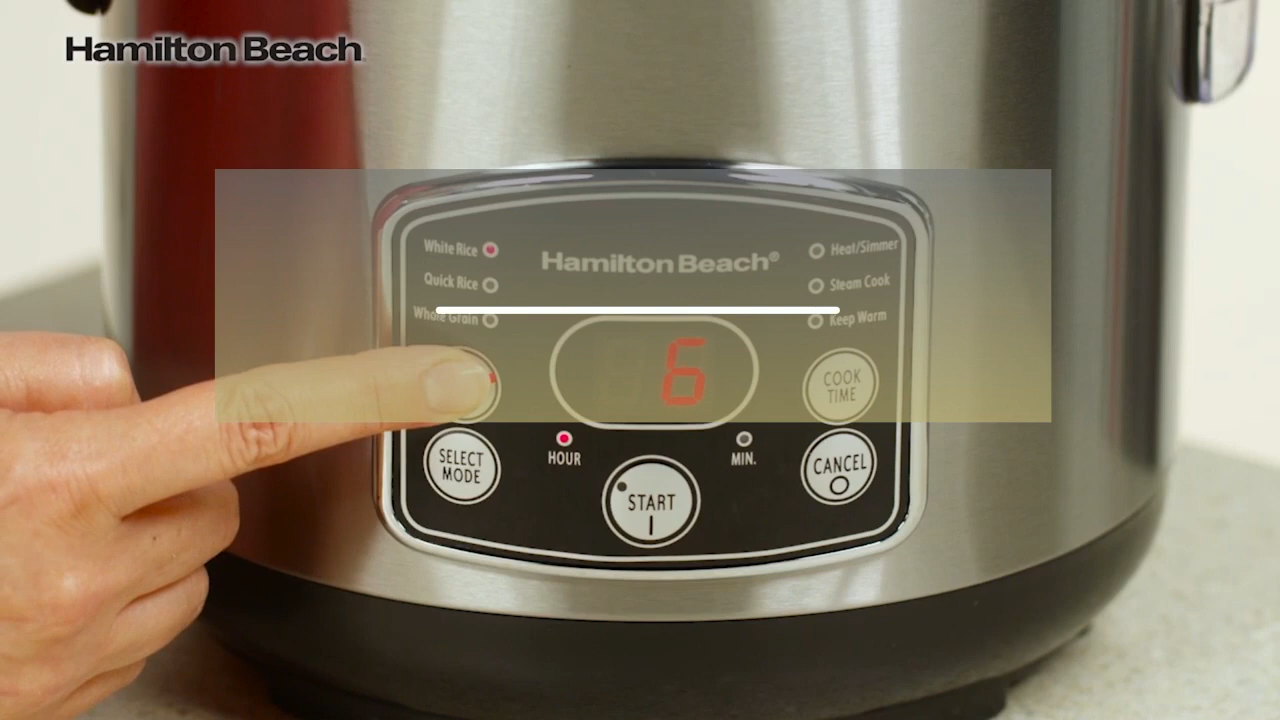 Hamilton Beach
White Rice
Quick Rice
Whole Grain
Hamilton Beach®
Heat/Simmer
Steam Cook
Keep Warm
6
COOK
TIME
HOUR
MIN.
SELECT
MODE
START
CANCEL